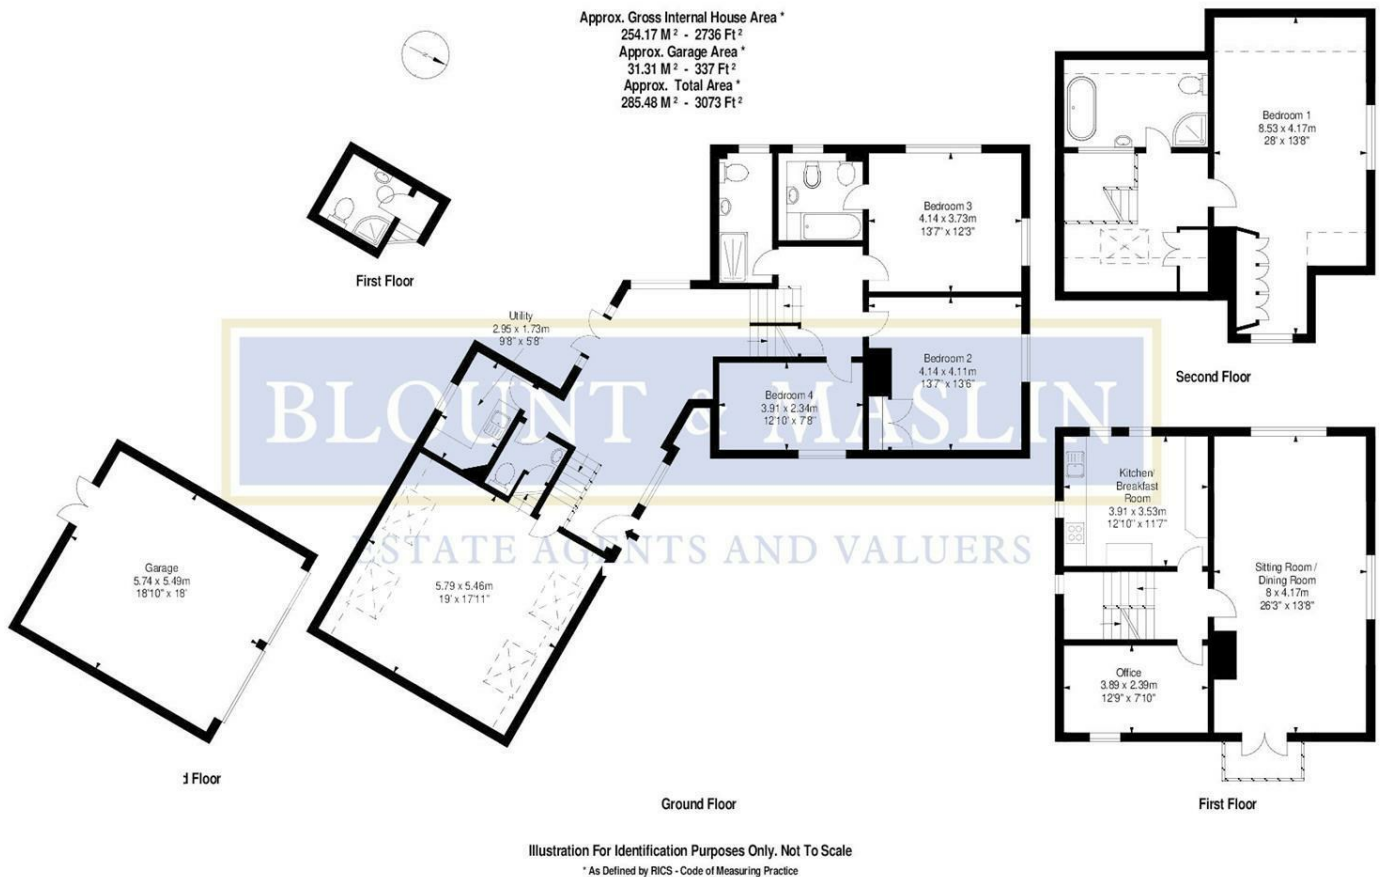 Approx. Gross Internal House Area *
254.17 M² - 2736 Ft²
Approx. Garage Area *
31.31 M² - 337 Ft²
Approx. Total Area *
285.48 M² - 3073 Ft²
First Floor
Bedroom 1
8.53 x 4.17m
28' x 13'8"
Second Floor
Bedroom 3
4.14 x 3.73m
13'7" x 12'3"
Utility
2.95 x 1.73m
9'8" x 5'8"
Bedroom 2
4.14 x 4.11m
13'7" x 13'6"
Bedroom 4
3.91 x 2.34m
12'10" x 7'8"
BLOUNT & MASLIN
ESTATE AGENTS AND VALUERS
Kitchen/
Breakfast
Room
3.91 x 3.53m
12'10" x 11'7"
Sitting Room /
Dining Room
8 x 4.17m
26'3" x 13'8"
Garage
5.74 x 5.49m
18'10" x 18'
5.79 x 5.46m
19' x 17'11"
Office
3.89 x 2.39m
12'9" x 7'10"
d Floor
Ground Floor
First Floor
Illustration For Identification Purposes Only. Not To Scale
* As Defined by RICS - Code of Measuring Practice